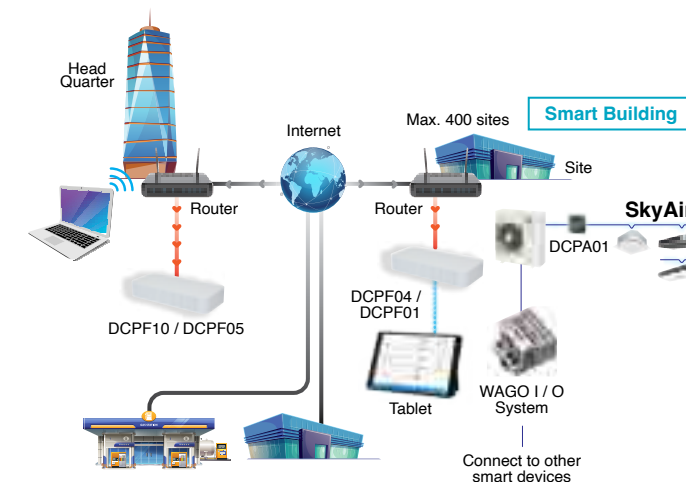 Head
Quarter
Internet
Max. 400 sites
Smart Building
Site
Router
Router
SkyAir
DCPA01
DCPF10 / DCPF05
DCPF04 /
DCPF01
Tablet
WAGO I / O
System
Connect to other
smart devices